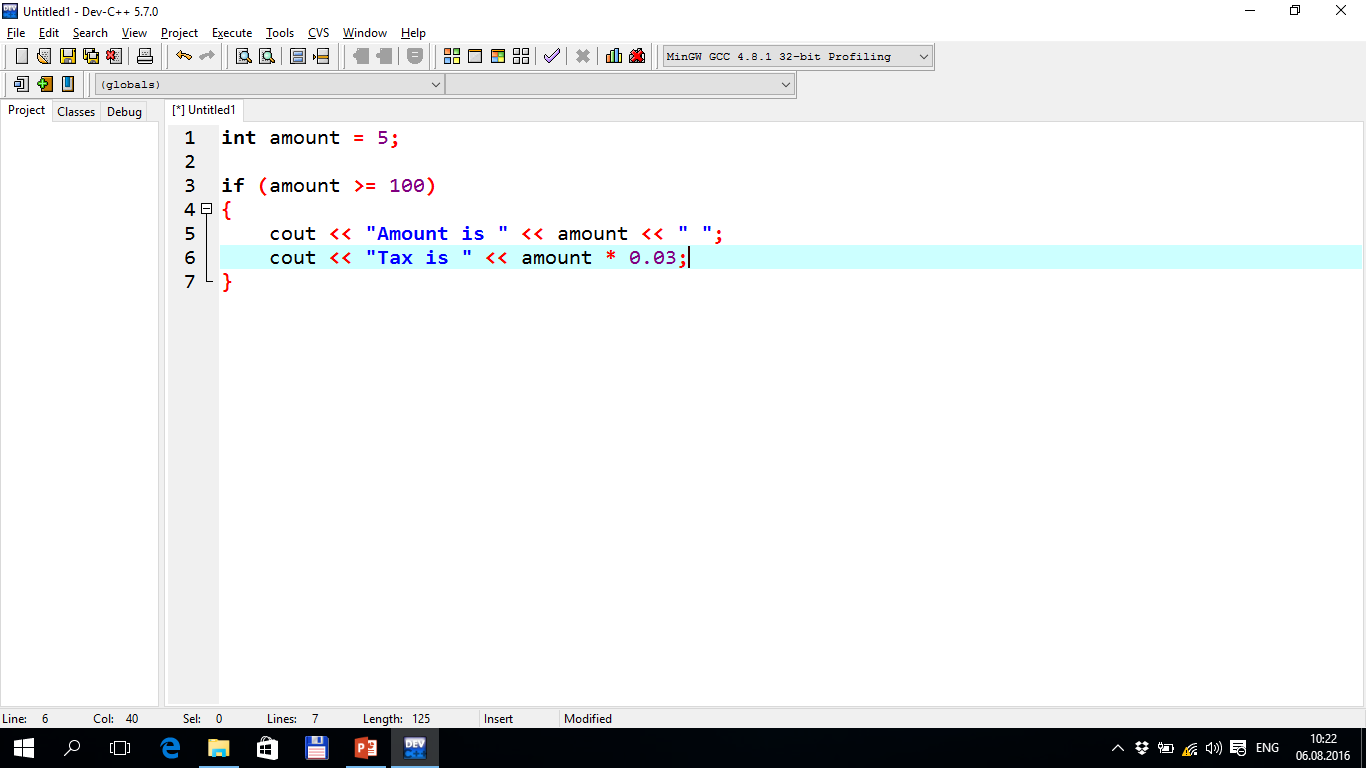 Untitled1 - Dev-C++ 5.7.0
File Edit Search View Project Execute Tools CVS Window Help
MinGW GCC 4.8.1 32-bit Profiling
(globals)
Project Classes Debug [*] Untitled1
1 int amount = 5;
2
3 if (amount >= 100)
4 {
5 cout << "Amount is " << amount << " ";
6 cout << "Tax is " << amount * 0.03;
7 }
Line: 6 Col: 40 Sel: 0 Lines: 7 Length: 125 Insert Modified
DEV
ENG
10:22
06.08.2016